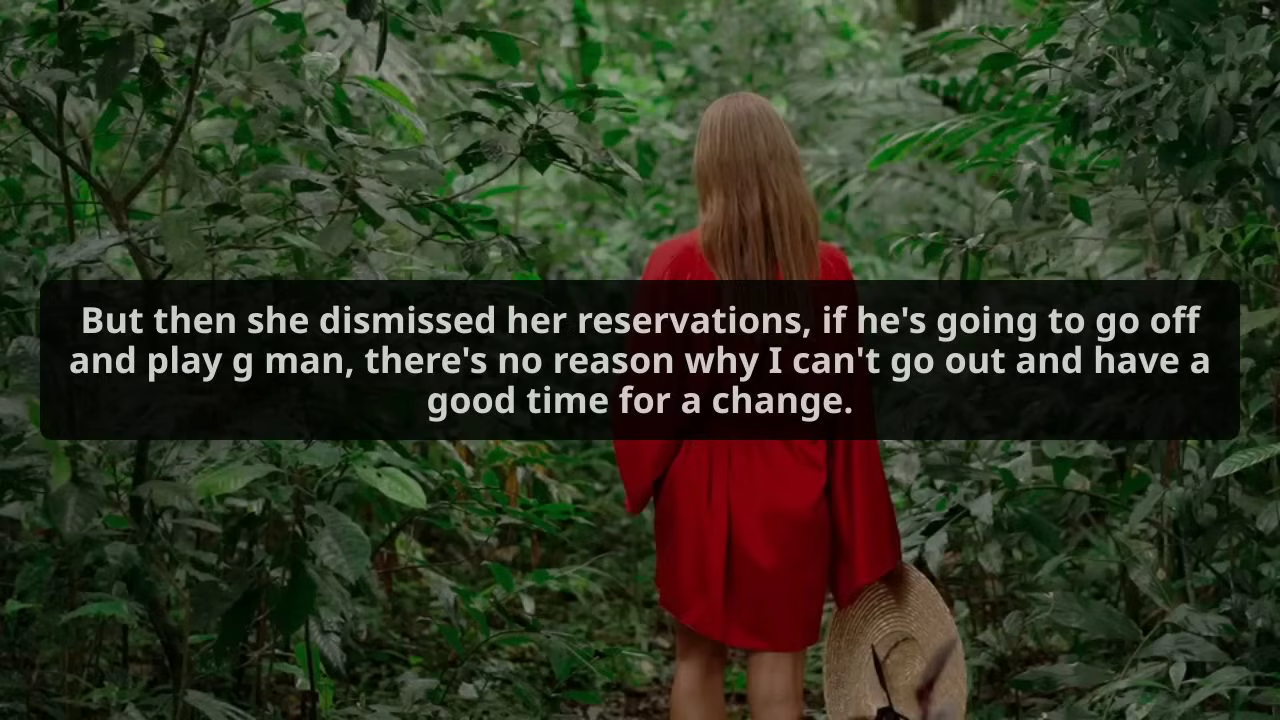 But then she dismissed her reservations, if he's going to go off
and play g man, there's no reason why I can't go out and have a
good time for a change.